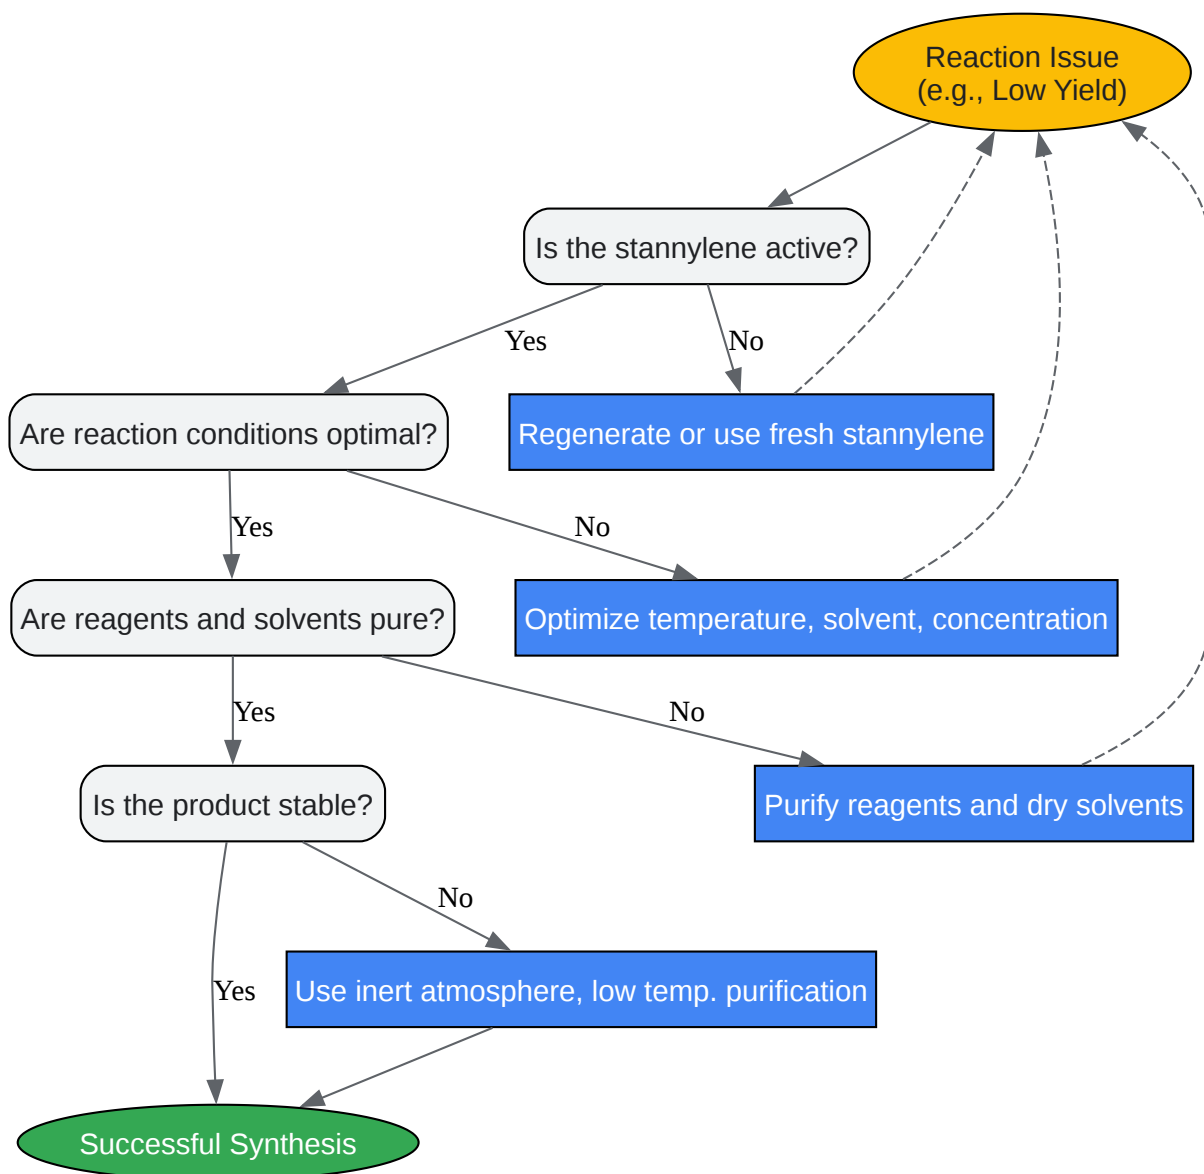 Reaction Issue
(e.g., Low Yield)
Is the stannylene active?
Yes
No
Are reaction conditions optimal?
Regenerate or use fresh stannylene
Yes
No
Are reagents and solvents pure?
Optimize temperature, solvent, concentration
Yes
No
Is the product stable?
Purify reagents and dry solvents
No
Yes
Use inert atmosphere, low temp. purification
Successful Synthesis